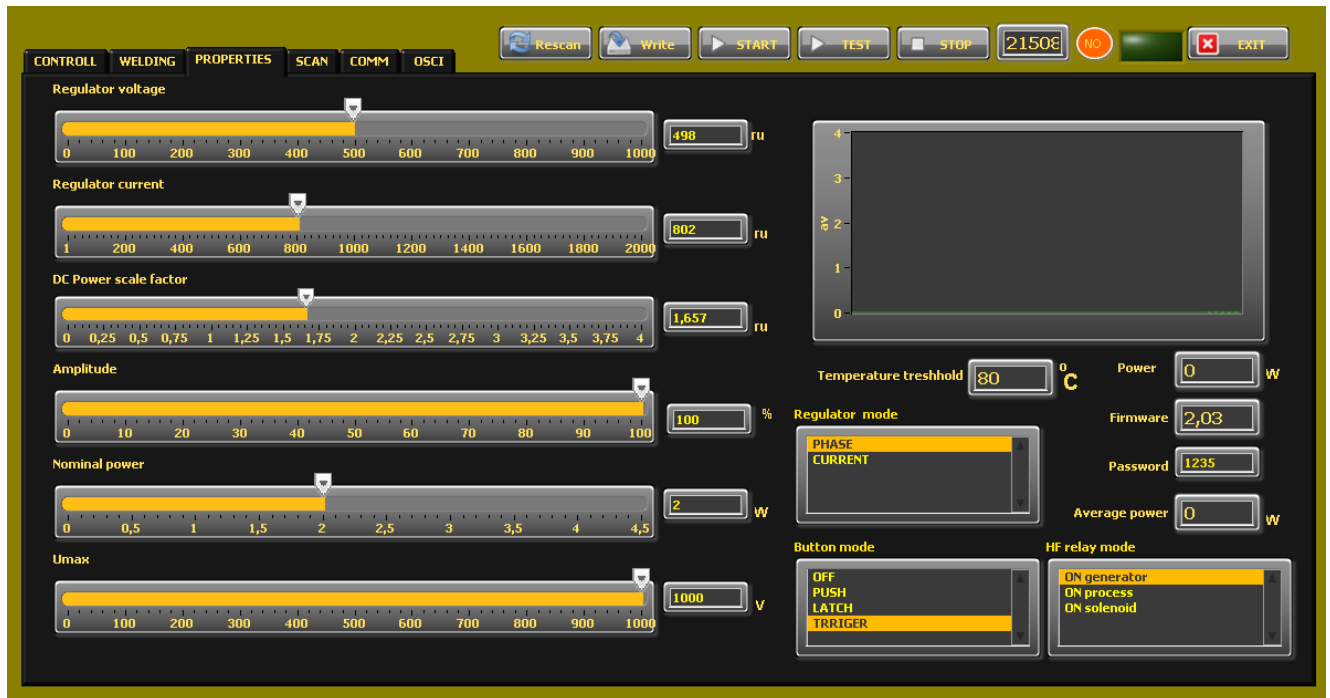 Rescan Write START TEST STOP 21508 NO EXIT
CONTROLL WELDING PROPERTIES SCAN COMM OSCI
Regulator voltage
498 ru
0 100 200 300 400 500 600 700 800 900 1000
Regulator current
802 ru
1 200 400 600 800 1000 1200 1400 1600 1800 2000
DC Power scale factor
1,657 ru
0 0,25 0,5 0,75 1 1,25 1,5 1,75 2 2,25 2,5 2,75 3 3,25 3,5 3,75 4
Amplitude
100 %
0 10 20 30 40 50 60 70 80 90 100
Nominal power
2 W
0 0,5 1 1,5 2 2,5 3 3,5 4 4,5
Umax
1000 V
0 100 200 300 400 500 600 700 800 900 1000
4
3
av 2
1
0
Temperature treshhold 80 °C
Power 0 W
Firmware 2,03
Password 1235
Average power 0 W
Regulator mode
PHASE
CURRENT
Button mode
OFF
PUSH
LATCH
TRRIGER
HF relay mode
ON generator
ON process
ON solenoid